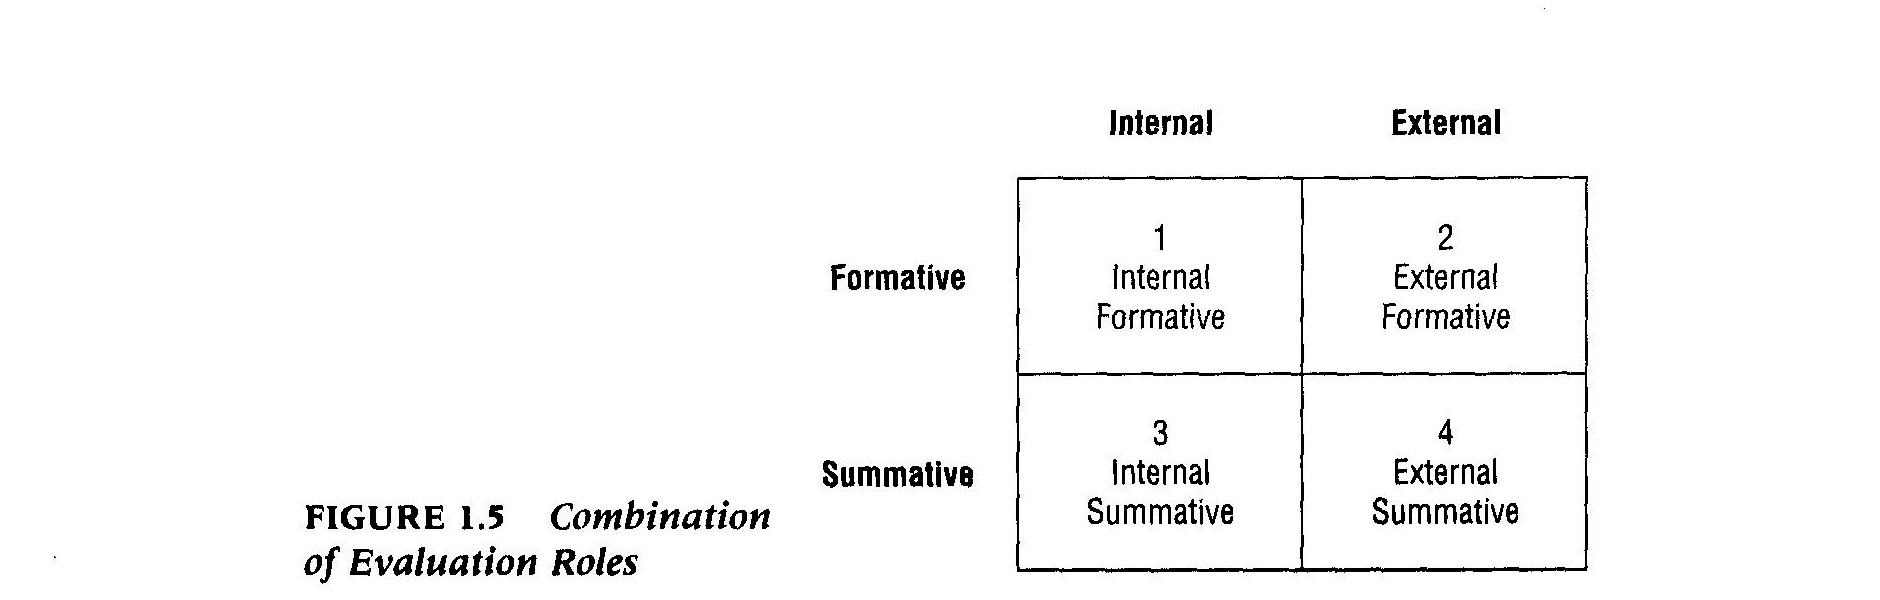 Internal External
1 2
Formative Internal External
Formative Formative
3 4
Summative Internal External
Summative Summative
FIGURE 1.5 Combination
of Evaluation Roles